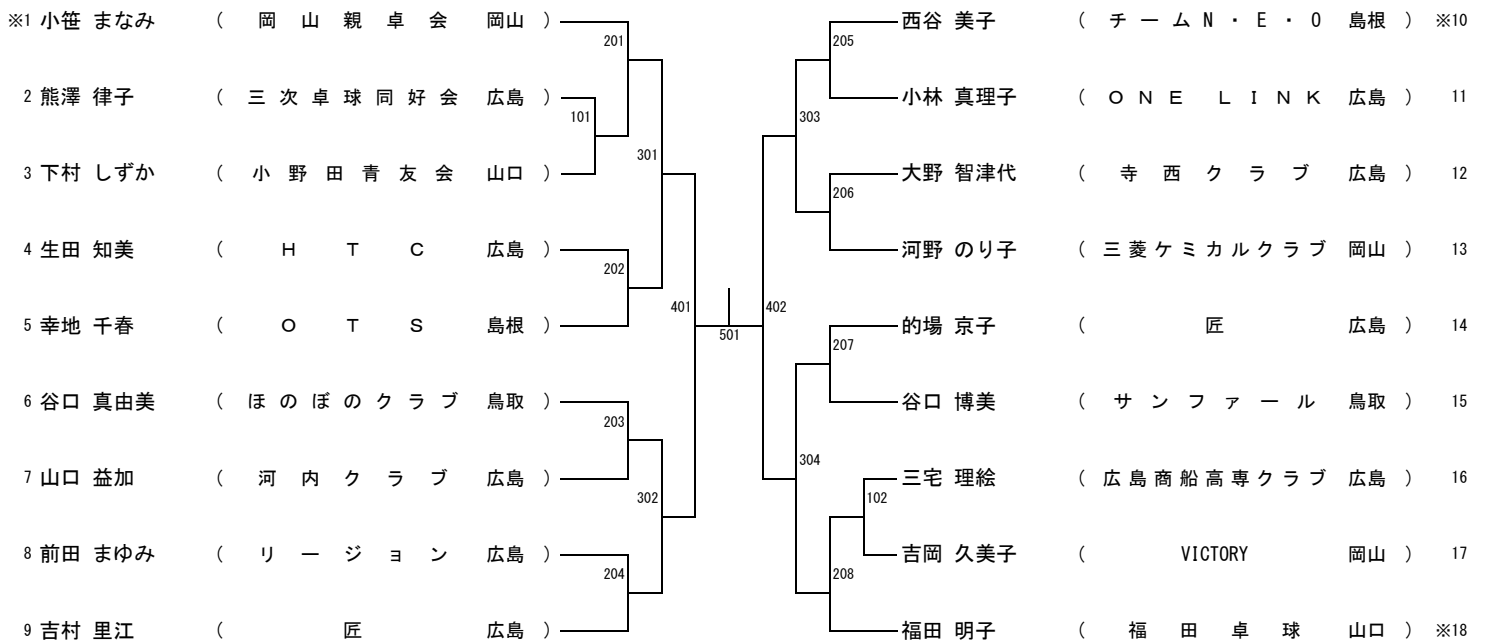 ※1 小笹 まなみ ( 岡 山 親 卓 会 岡山 )
201
2 熊澤 律子 ( 三 次 卓 球 同 好 会 広島 )
101
301
3 下村 しずか ( 小 野 田 青 友 会 山口 )
4 生田 知美 ( H T C 広島 )
202
401
5 幸地 千春 ( O T S 島根 )
6 谷口 真由美 ( ほ の ぼ の ク ラ ブ 鳥取 )
203
7 山口 益加 ( 河 内 ク ラ ブ 広島 )
302
8 前田 まゆみ ( リ ー ジ ョ ン 広島 )
204
9 吉村 里江 ( 匠 広島 )
501
西谷 美子 ( チ ー ム N ・ E ・ O 島根 ) ※10
205
小林 真理子 ( O N E L I N K 広島 ) 11
303
大野 智津代 ( 寺 西 ク ラ ブ 広島 ) 12
206
河野 のり子 ( 三 菱 ケ ミ カ ル ク ラ ブ 岡山 ) 13
402
的場 京子 ( 匠 広島 ) 14
207
谷口 博美 ( サ ン フ ァ ー ル 鳥取 ) 15
304
三宅 理絵 ( 広 島 商 船 高 専 ク ラ ブ 広島 ) 16
102
吉岡 久美子 ( VICTORY 岡山 ) 17
208
福田 明子 ( 福 田 卓 球 山口 ) ※18